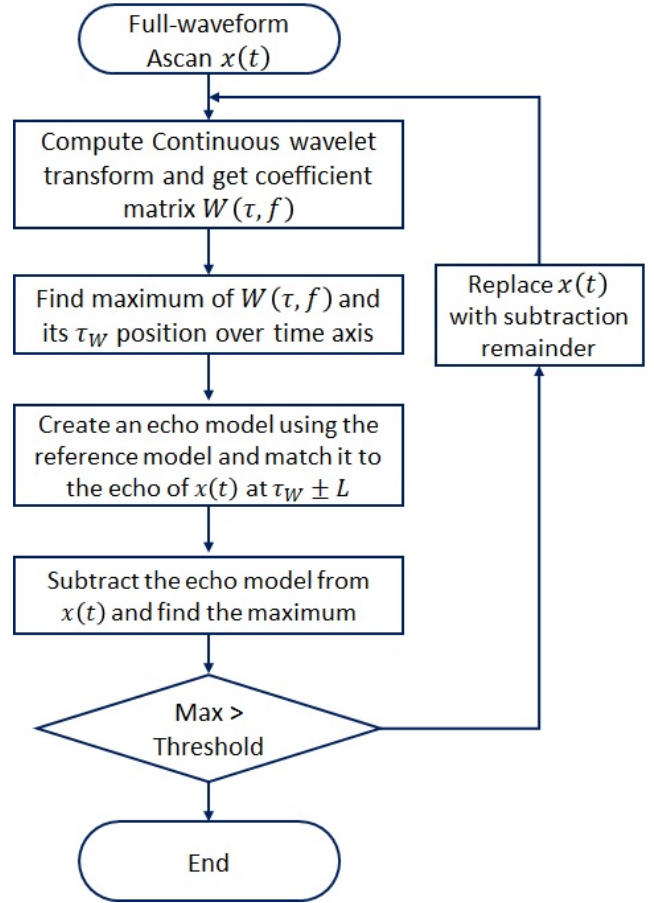 Full-waveform
Ascan x(t)
Compute Continuous wavelet
transform and get coefficient
matrix W(τ, f)
Find maximum of W(τ, f) and
its τ_W position over time axis
Create an echo model using the
reference model and match it to
the echo of x(t) at τ_W ± L
Subtract the echo model from
x(t) and find the maximum
Max >
Threshold
End
Replace x(t)
with subtraction
remainder